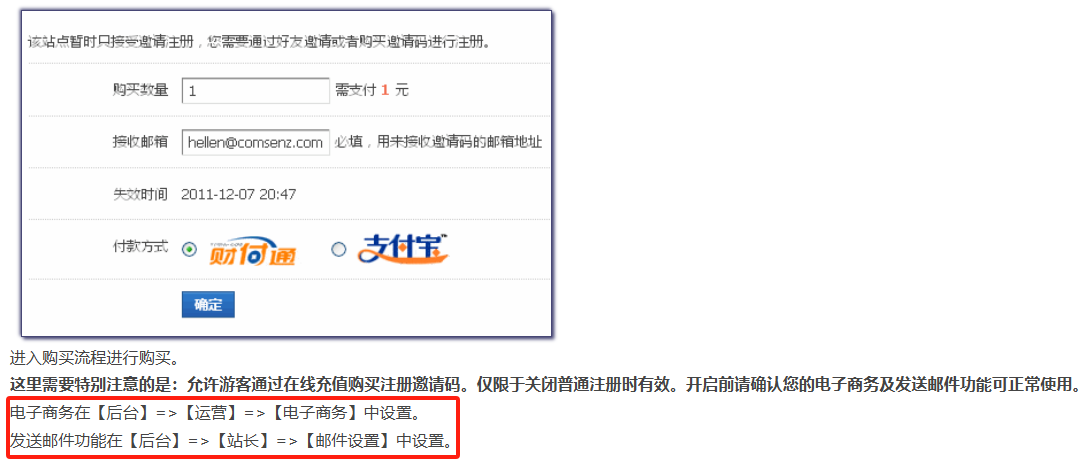 该站点暂时只接受邀请注册，您需要通过好友邀请或者购买邀请码进行注册。
购买数量 1 需支付 1 元
接收邮箱 hellen@comsenz.com 必填，用来接收邀请码的邮箱地址
失效时间 2011-12-07 20:47
付款方式 财付通 支付宝
确定
进入购买流程进行购买。
这里需要特别注意的是：允许游客通过在线充值购买注册邀请码。仅限于关闭普通注册时有效。开启前请确认您的电子商务及发送邮件功能可正常使用。
电子商务在【后台】=>【运营】=>【电子商务】中设置。
发送邮件功能在【后台】=>【站长】=>【邮件设置】中设置。